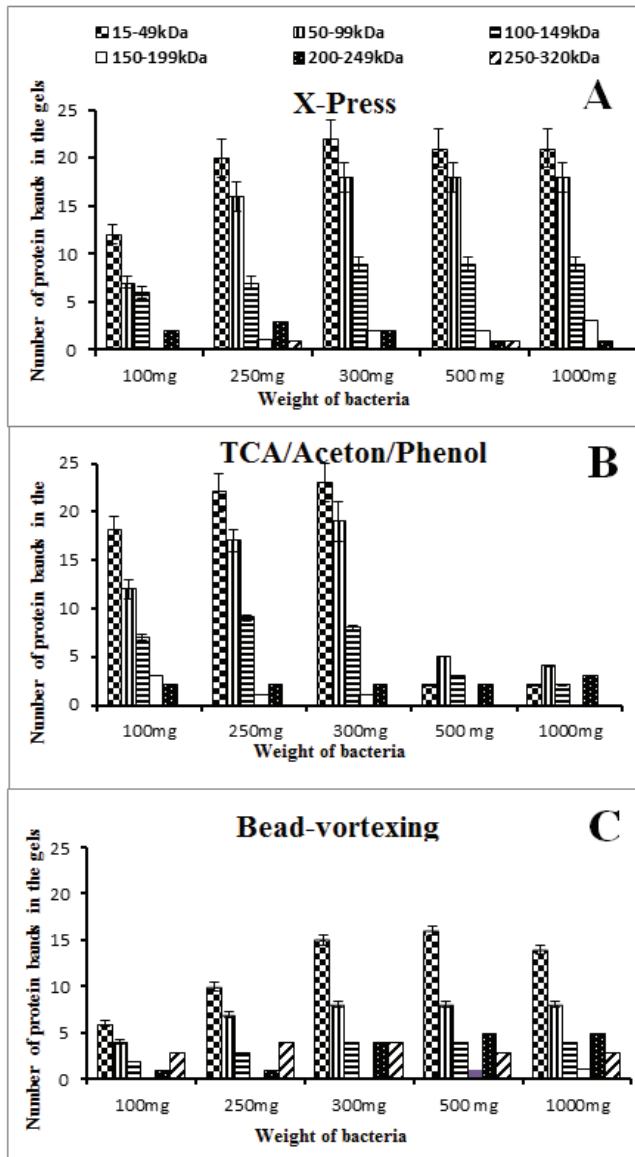 15-49kDa 50-99kDa 100-149kDa
150-199kDa 200-249kDa 250-320kDa
A
X-Press
Number of protein bands in the gels
25
20
15
10
5
0
100mg 250mg 300mg 500 mg 1000mg
Weight of bacteria
B
TCA/Aceton/Phenol
Number of protein bands in the
25
20
15
10
5
0
100mg 250mg 300mg 500 mg 1000mg
Weight of bacteria
C
Bead-vortexing
Number of protein bands in the gels
25
20
15
10
5
0
100mg 250mg 300mg 500 mg 1000mg
Weight of bacteria